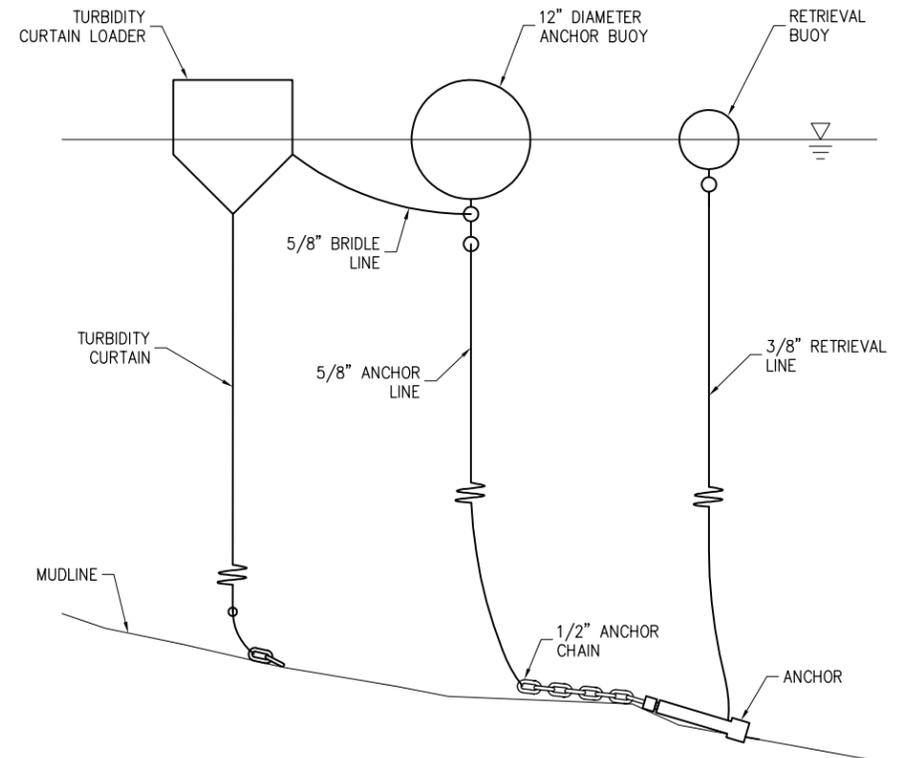 TURBIDITY
CURTAIN LOADER
12” DIAMETER
ANCHOR BUOY
RETRIEVAL
BUOY
5/8” BRIDLE
LINE
TURBIDITY
CURTAIN
5/8” ANCHOR
LINE
3/8” RETRIEVAL
LINE
MUDLINE
1/2” ANCHOR
CHAIN
ANCHOR